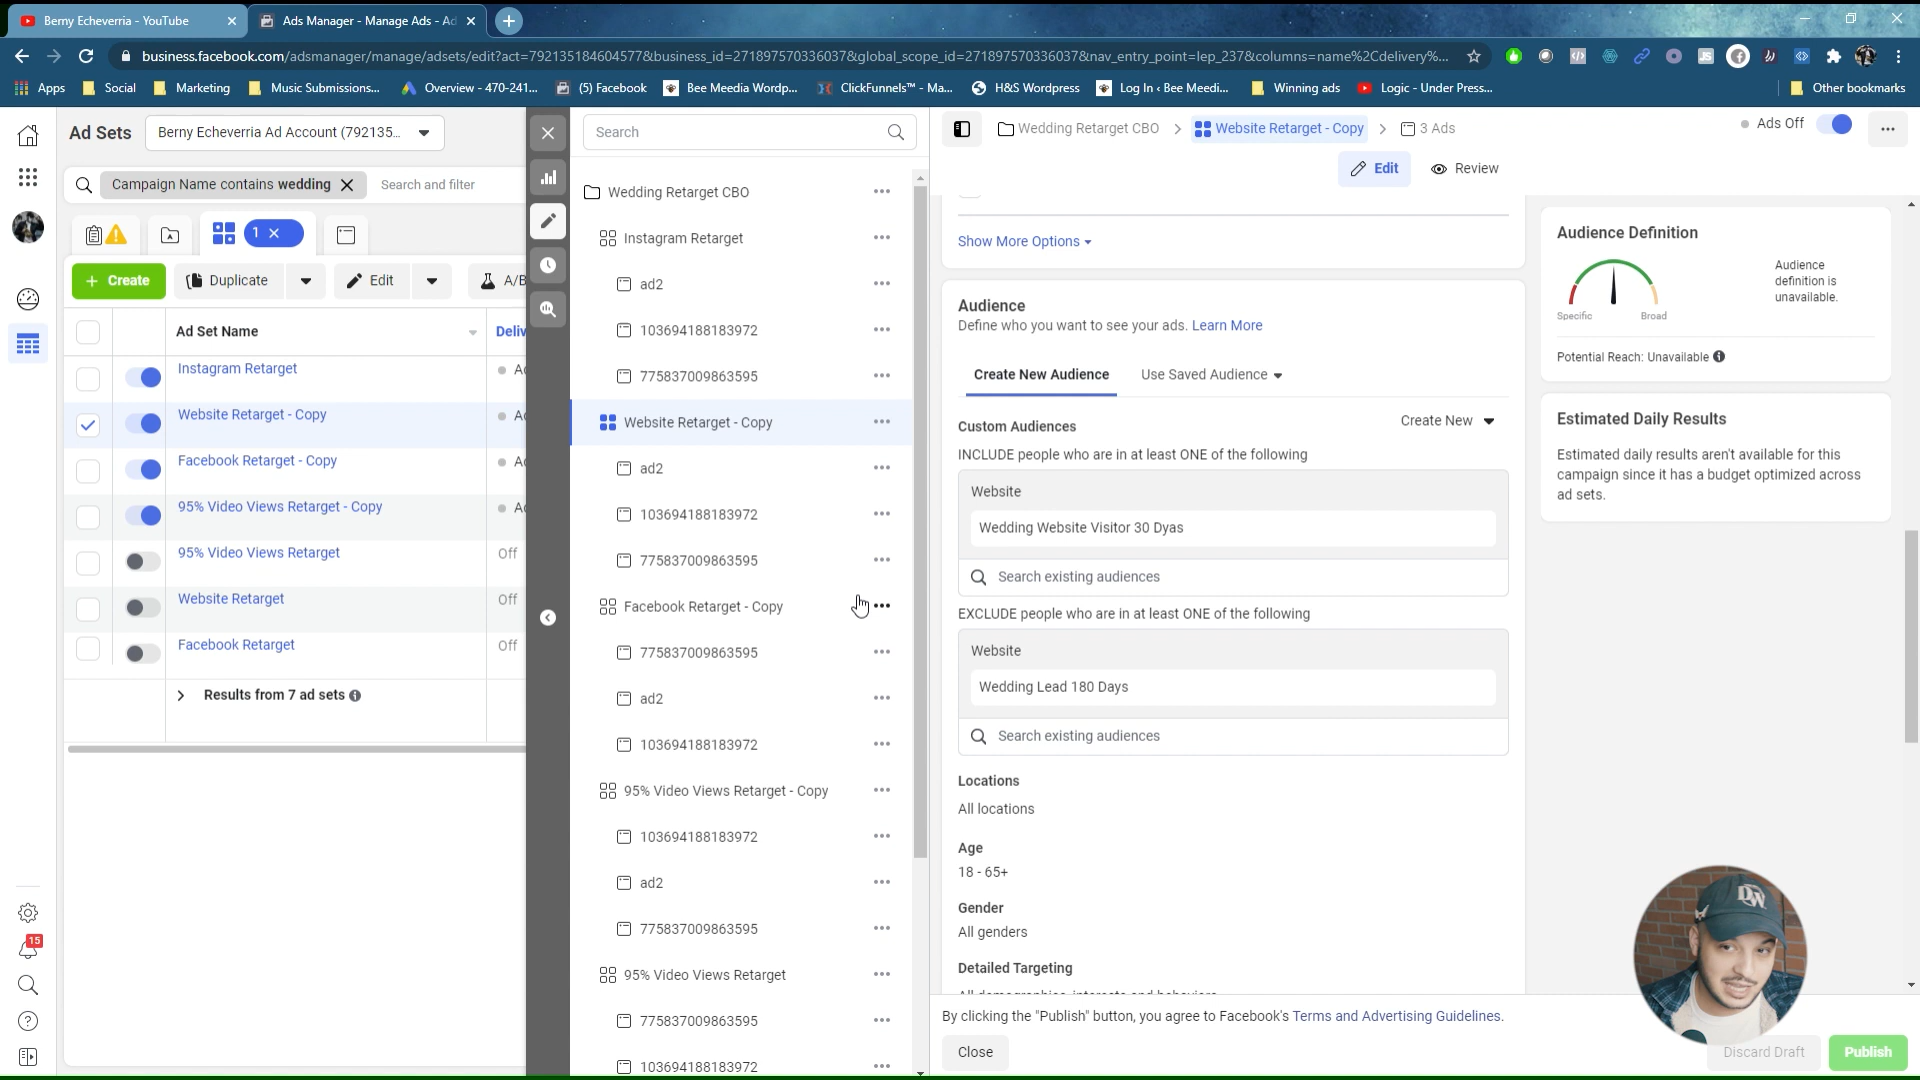 Berny Echeverria - YouTube
Ads Manager - Manage Ads - Ad
business.facebook.com/adsmanager/manage/adsets/edit?act=792135184604577&business_id=271897570336037&global_scope_id=271897570336037&nav_entry_point=lep_237&columns=name%2Cdelivery%...
Apps
Social
Marketing
Music Submissions...
Overview - 470-241...
(5) Facebook
Bee Meedia Wordp...
ClickFunnels™ - Ma...
H&S Wordpress
Log In ‹ Bee Meedi...
Winning ads
Logic - Under Press...
Other bookmarks
Ad Sets
Berny Echeverria Ad Account (792135...
Campaign Name contains wedding
Search and filter
1
Create
Duplicate
Edit
A/B
Ad Set Name
Deliv
Instagram Retarget
Website Retarget - Copy
Facebook Retarget - Copy
95% Video Views Retarget - Copy
95% Video Views Retarget
Off
Website Retarget
Off
Facebook Retarget
Off
Results from 7 ad sets
15
Search
Wedding Retarget CBO
Instagram Retarget
ad2
103694188183972
775837009863595
Website Retarget - Copy
ad2
103694188183972
775837009863595
Facebook Retarget - Copy
775837009863595
ad2
103694188183972
95% Video Views Retarget - Copy
103694188183972
ad2
775837009863595
95% Video Views Retarget
775837009863595
103694188183972
Wedding Retarget CBO
Website Retarget - Copy
3 Ads
Ads Off
Edit
Review
Show More Options
Audience
Define who you want to see your ads. Learn More
Create New Audience
Use Saved Audience
Custom Audiences
Create New
INCLUDE people who are in at least ONE of the following
Website
Wedding Website Visitor 30 Dyas
Search existing audiences
EXCLUDE people who are in at least ONE of the following
Website
Wedding Lead 180 Days
Search existing audiences
Locations
All locations
Age
18 - 65+
Gender
All genders
Detailed Targeting
By clicking the "Publish" button, you agree to Facebook's Terms and Advertising Guidelines.
Close
Discard Draft
Publish
Audience Definition
Specific
Broad
Audience
definition is
unavailable.
Potential Reach: Unavailable
Estimated Daily Results
Estimated daily results aren't available for this
campaign since it has a budget optimized across
ad sets.